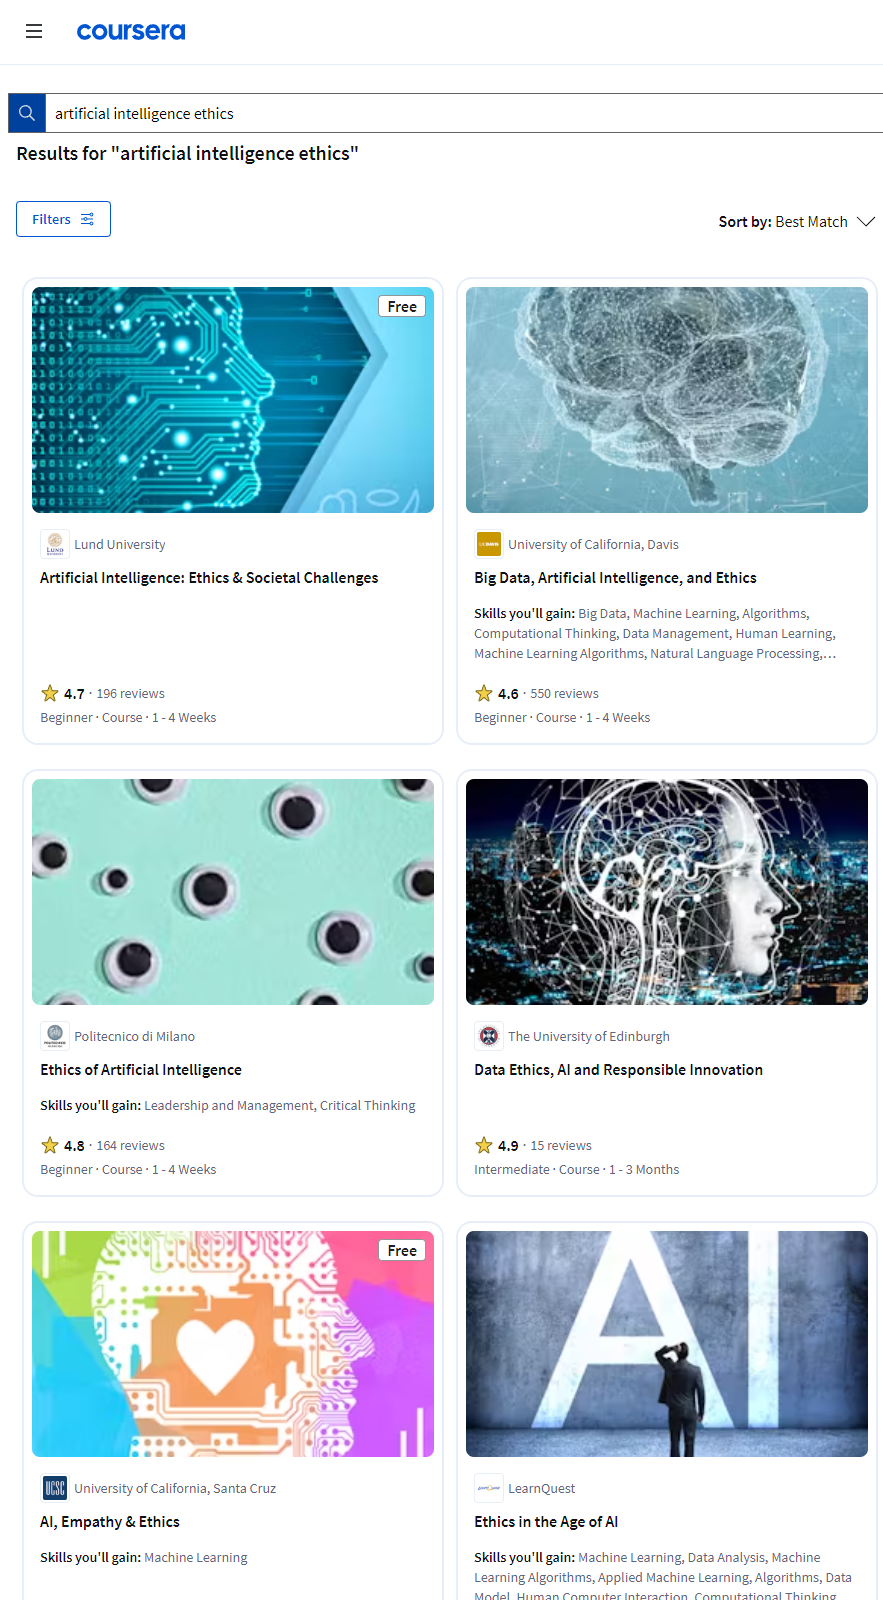 coursera
artificial intelligence ethics
Results for "artificial intelligence ethics"
Filters
Sort by: Best Match
Free
Lund University
Artificial Intelligence: Ethics & Societal Challenges
4.7 · 196 reviews
Beginner · Course · 1 - 4 Weeks
University of California, Davis
Big Data, Artificial Intelligence, and Ethics
Skills you'll gain: Big Data, Machine Learning, Algorithms,
Computational Thinking, Data Management, Human Learning,
Machine Learning Algorithms, Natural Language Processing,…
4.6 · 550 reviews
Beginner · Course · 1 - 4 Weeks
Politecnico di Milano
Ethics of Artificial Intelligence
Skills you'll gain: Leadership and Management, Critical Thinking
4.8 · 164 reviews
Beginner · Course · 1 - 4 Weeks
The University of Edinburgh
Data Ethics, AI and Responsible Innovation
4.9 · 15 reviews
Intermediate · Course · 1 - 3 Months
Free
UCSC
University of California, Santa Cruz
AI, Empathy & Ethics
Skills you'll gain: Machine Learning
AI
LearnQuest
Ethics in the Age of AI
Skills you'll gain: Machine Learning, Data Analysis, Machine
Learning Algorithms, Applied Machine Learning, Algorithms, Data
Model, Human Computer Interaction, Computational Thinking